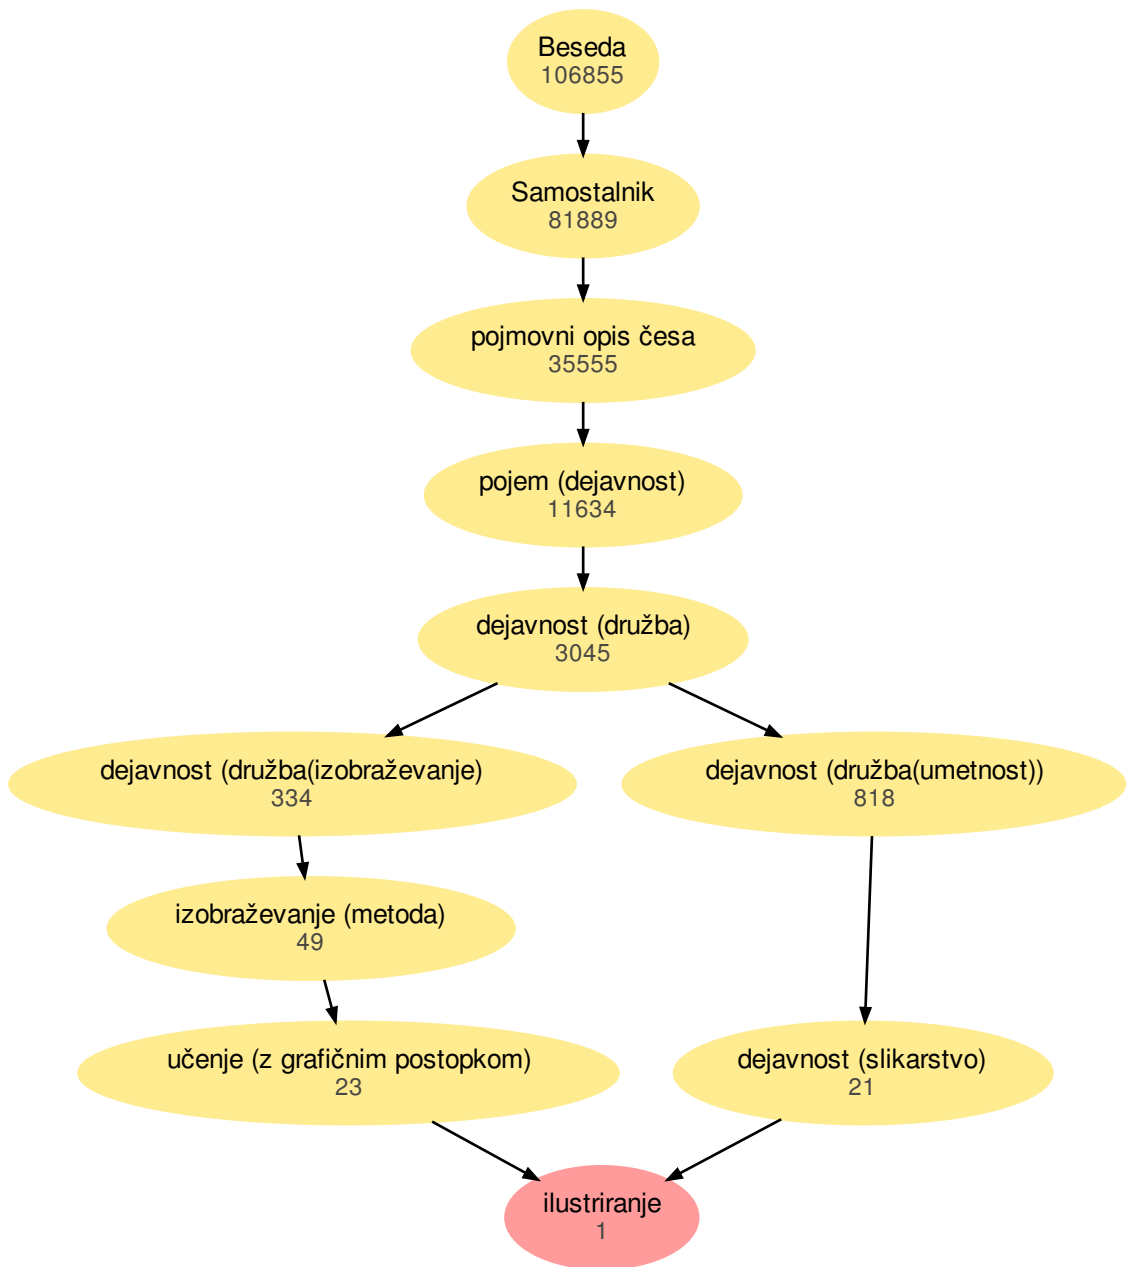 Beseda
106855
Samostalnik
81889
pojmovni opis česa
35555
pojem (dejavnost)
11634
dejavnost (družba)
3045
dejavnost (družba(izobraževanje)
334
dejavnost (družba(umetnost))
818
izobraževanje (metoda)
49
učenje (z grafičnim postopkom)
23
dejavnost (slikarstvo)
21
ilustriranje
1